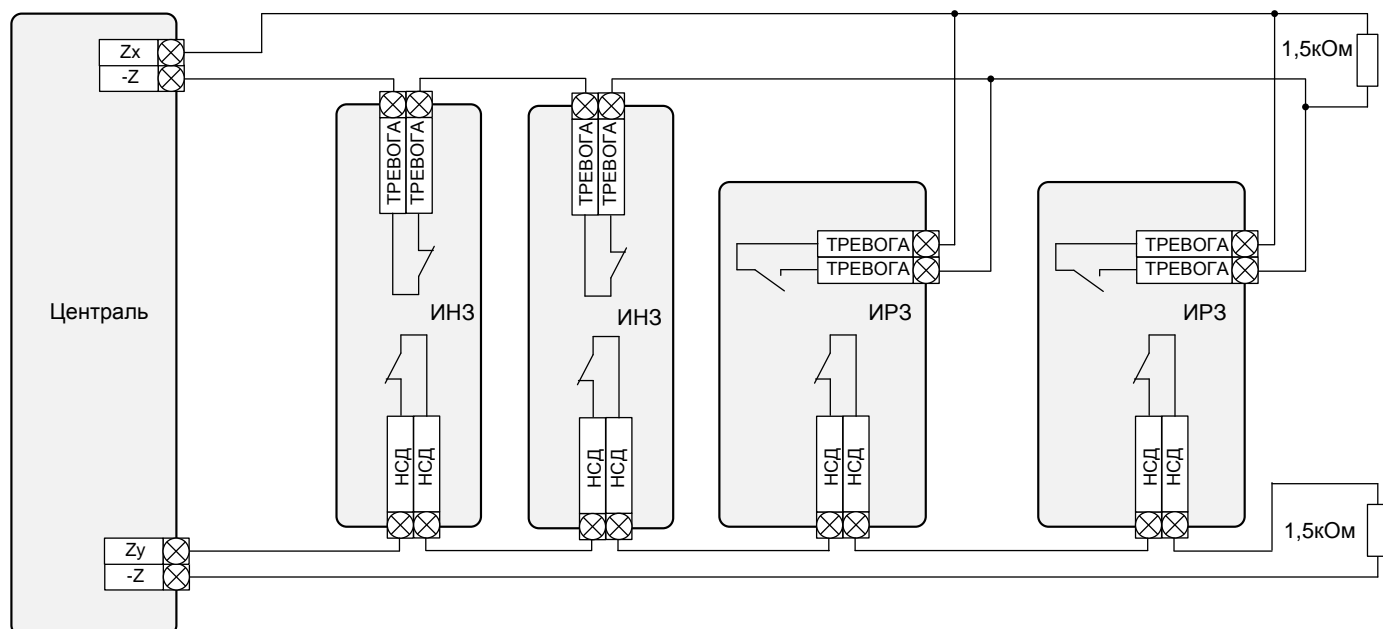 Zx
-Z
1,5кОм
ТРЕВОГА
ТРЕВОГА
ТРЕВОГА
ТРЕВОГА
ТРЕВОГА
ТРЕВОГА
ТРЕВОГА
ТРЕВОГА
Централь
ИНЗ
ИНЗ
ИРЗ
ИРЗ
НСД
НСД
НСД
НСД
НСД
НСД
НСД
НСД
1,5кОм
Zy
-Z